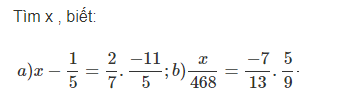 Tìm x , biết:
a) x − 1/5 = 2/7 . −11/5 ; b) x/468 = −7/13 . 5/9 ·